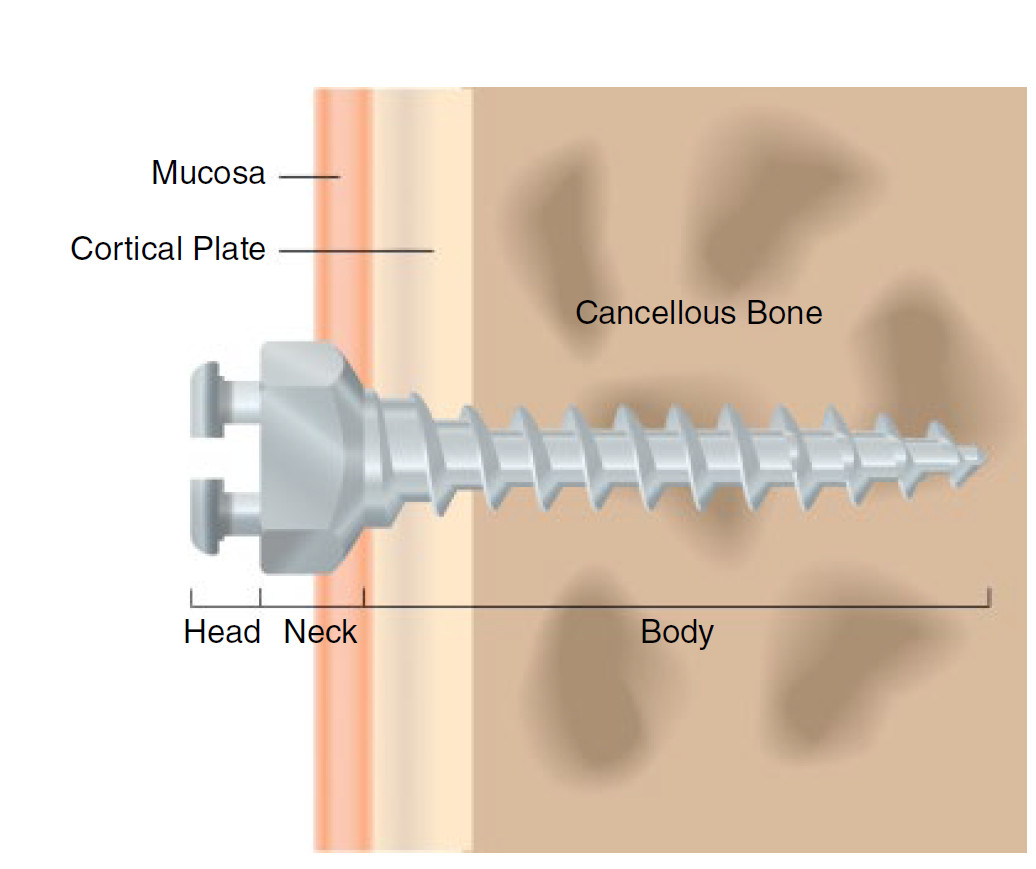 Mucosa
Cortical Plate
Cancellous Bone
Head Neck Body